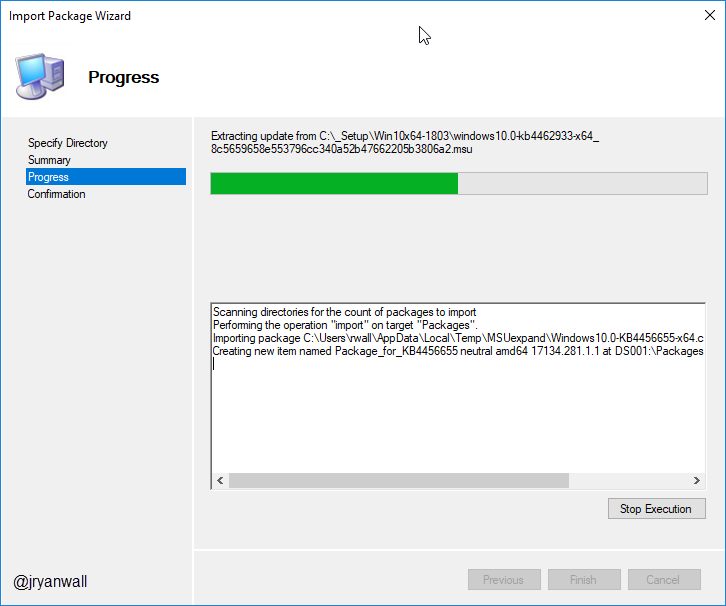 Import Package Wizard
Progress
Specify Directory
Summary
Progress
Confirmation
Extracting update from C:\_Setup\Win10x64-1803\windows10.0-kb4462933-x64_
8c5659658e553796cc340a52b47662205b3806a2.msu
Scanning directories for the count of packages to import
Performing the operation "import" on target "Packages".
Importing package C:\Users\rwall\AppData\Local\Temp\MSUexpand\Windows10.0-KB4456655-x64.c
Creating new item named Package_for_KB4456655 neutral amd64 17134.281.1.1 at DS001:\Packages
Stop Execution
@jryanwall
Previous
Finish
Cancel